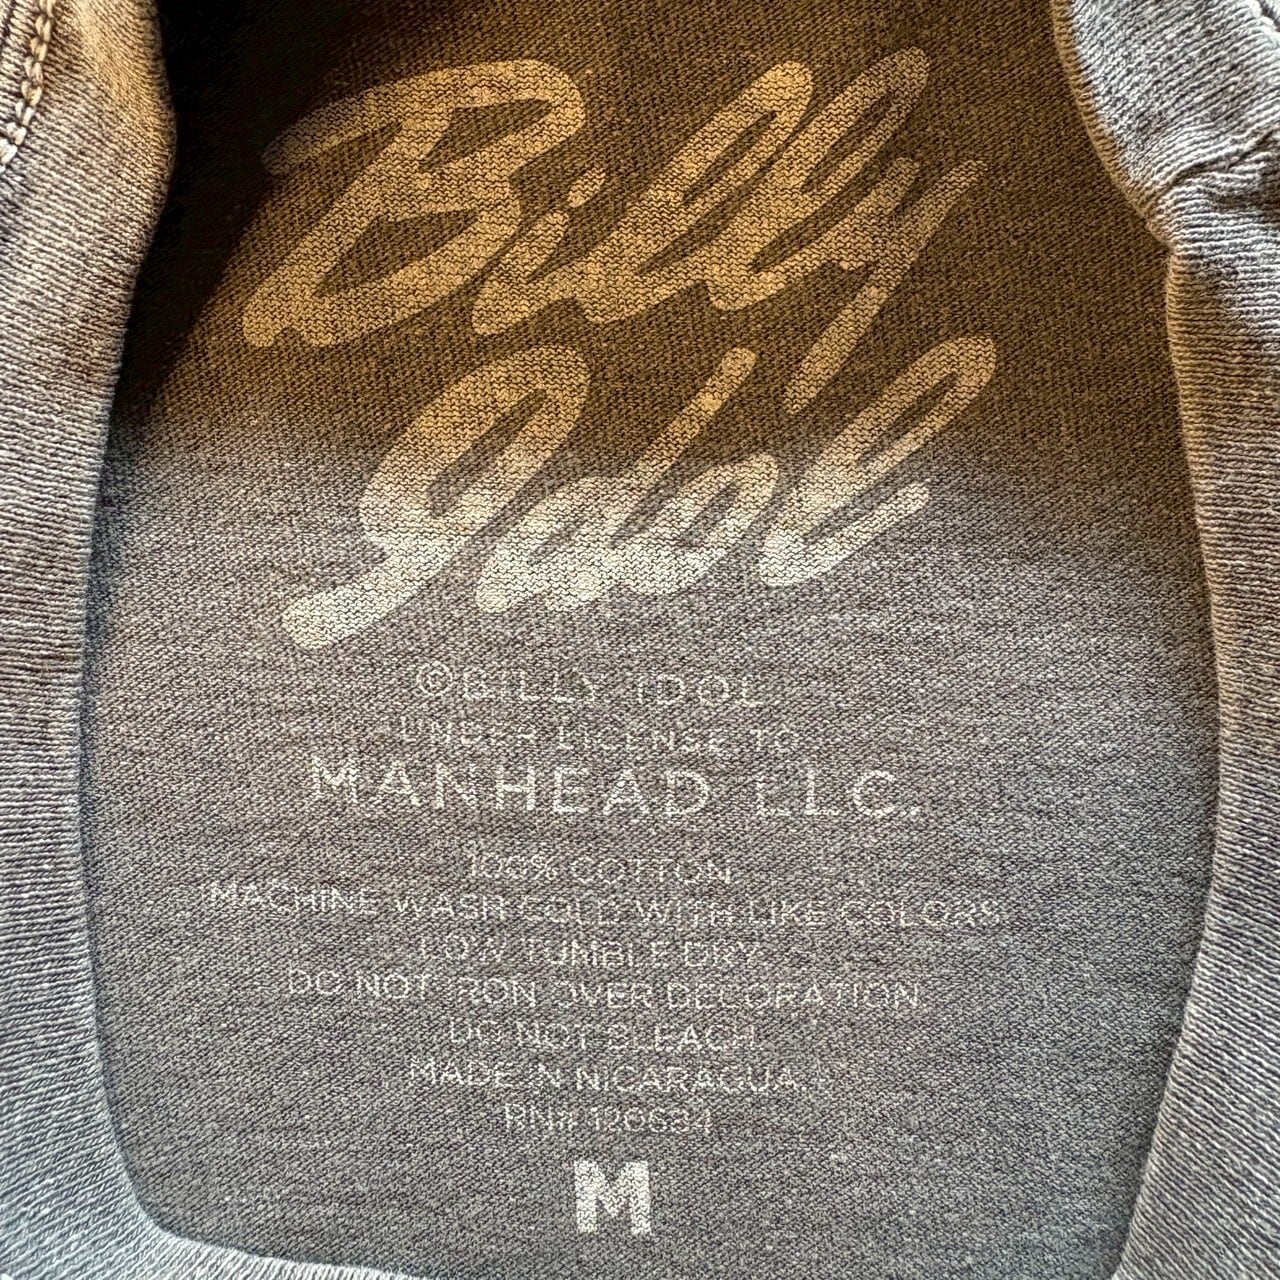 Billy
Idol
©BILLY IDOL
UNDER LICENSE TO
MANHEAD LLC.
100% COTTON
MACHINE WASH COLD WITH LIKE COLORS
LOW TUMBLE DRY
DO NOT IRON OVER DECORATION
DO NOT BLEACH
MADE IN NICARAGUA
RN#
M